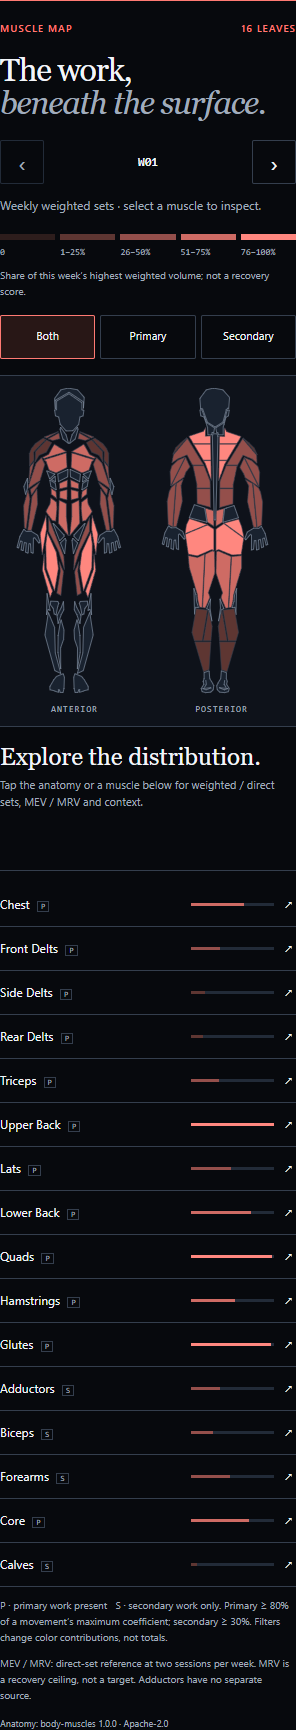 MUSCLE MAP
16 LEAVES
The work,
beneath the surface.
‹ W01 ›
Weekly weighted sets · select a muscle to inspect.
0 1–25% 26–50% 51–75% 76–100%
Share of this week's highest weighted volume; not a recovery
score.
Both Primary Secondary
ANTERIOR POSTERIOR
Explore the distribution.
Tap the anatomy or a muscle below for weighted / direct
sets, MEV / MRV and context.
Chest P ↗
Front Delts P ↗
Side Delts P ↗
Rear Delts P ↗
Triceps P ↗
Upper Back P ↗
Lats P ↗
Lower Back P ↗
Quads P ↗
Hamstrings P ↗
Glutes P ↗
Adductors S ↗
Biceps S ↗
Forearms S ↗
Core P ↗
Calves S ↗
P · primary work present S · secondary work only. Primary ≥ 80%
of a movement's maximum coefficient; secondary ≥ 30%. Filters
change color contributions, not totals.
MEV / MRV: direct-set reference at two sessions per week. MRV is
a recovery ceiling, not a target. Adductors have no separate
source.
Anatomy: body-muscles 1.0.0 · Apache-2.0